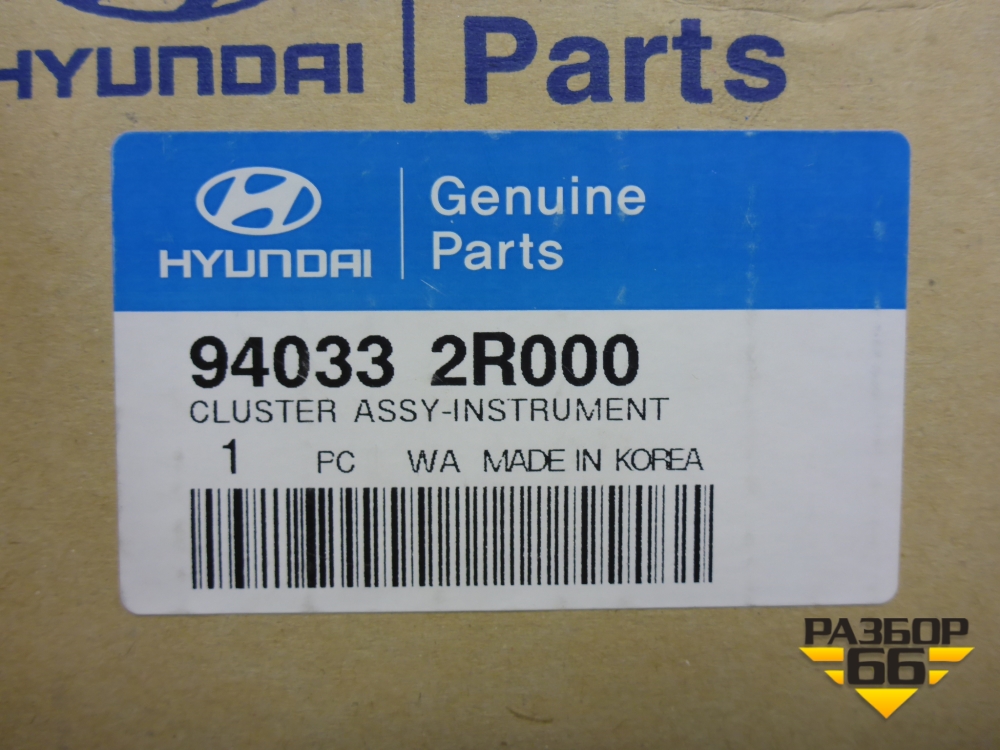 HYUNDAI | Parts
HYUNDAI
Genuine
Parts
94033 2R000
CLUSTER ASSY-INSTRUMENT
1 PC WA MADE IN KOREA
РАЗБОР
66